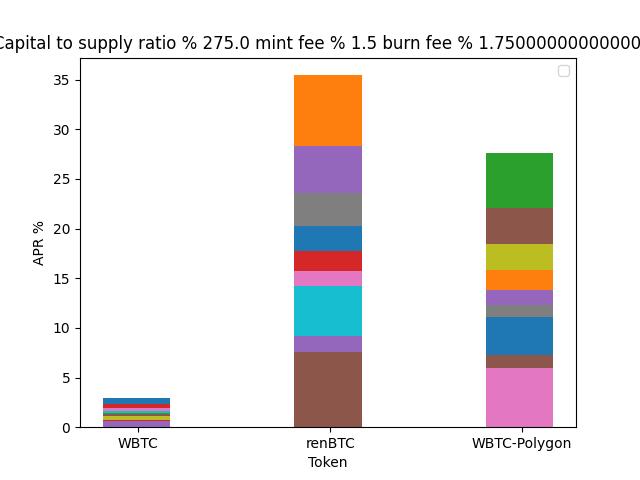 Capital to supply ratio % 275.0 mint fee % 1.5 burn fee % 1.75000000000000
35
30
25
20
15
10
5
0
APR %
WBTC
renBTC
WBTC-Polygon
Token